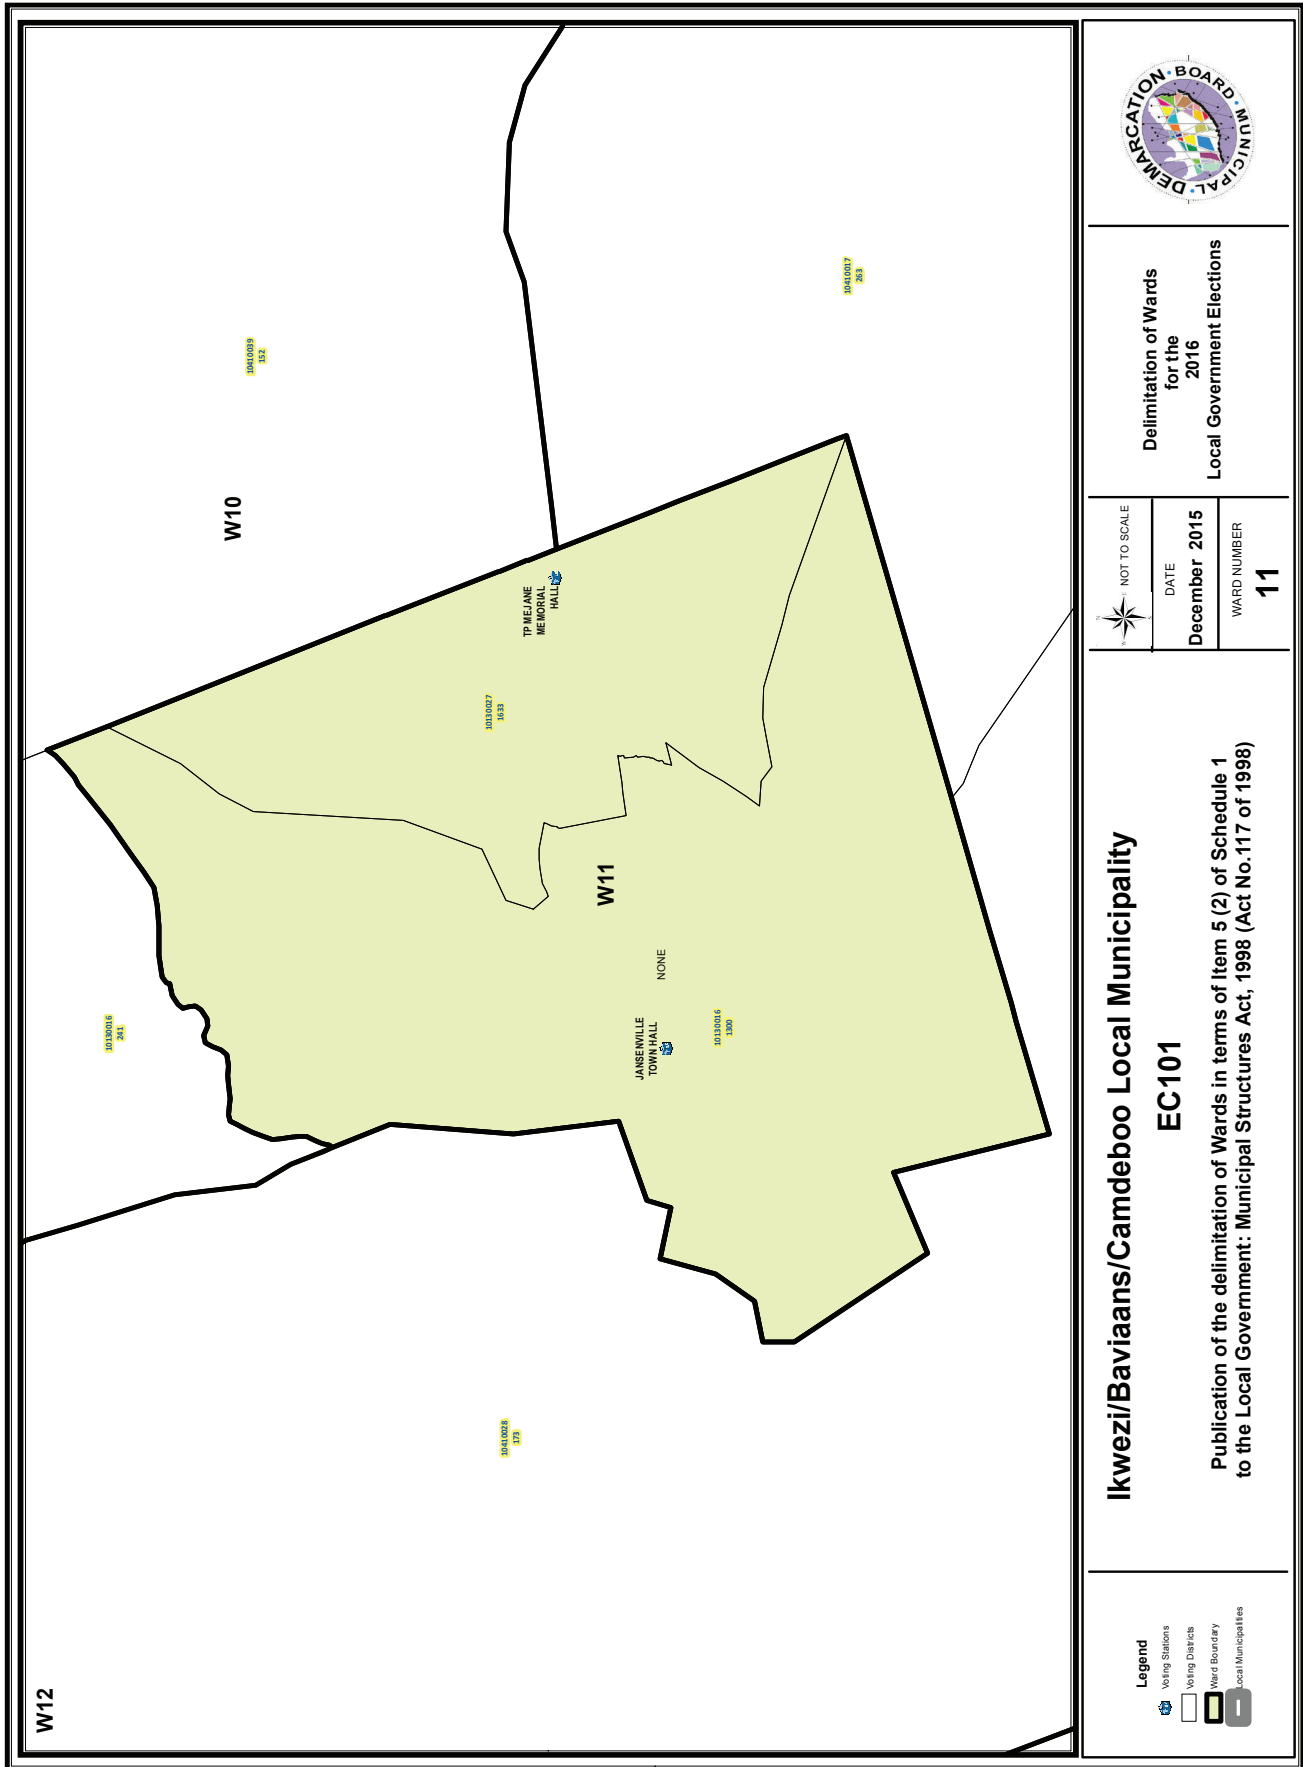 W12
W10
10410039
152
10130016
241
10410017
263
TP MEJANE
MEMORIAL
HALL
10130027
1633
W11
NONE
JANSENVILLE
TOWN HALL
10130016
1300
10410028
173
Legend
Voting Stations
Voting Districts
Ward Boundary
Local Municipalities
Ikwezi/Baviaans/Camdeboo Local Municipality
EC101
Publication of the delimitation of Wards in terms of Item 5 (2) of Schedule 1
to the Local Government: Municipal Structures Act, 1998 (Act No.117 of 1998)
N
W
E
S
NOT TO SCALE
DATE
December 2015
WARD NUMBER
11
Delimitation of Wards
for the
2016
Local Government Elections
MUNICIPAL • DEMARCATION • BOARD •